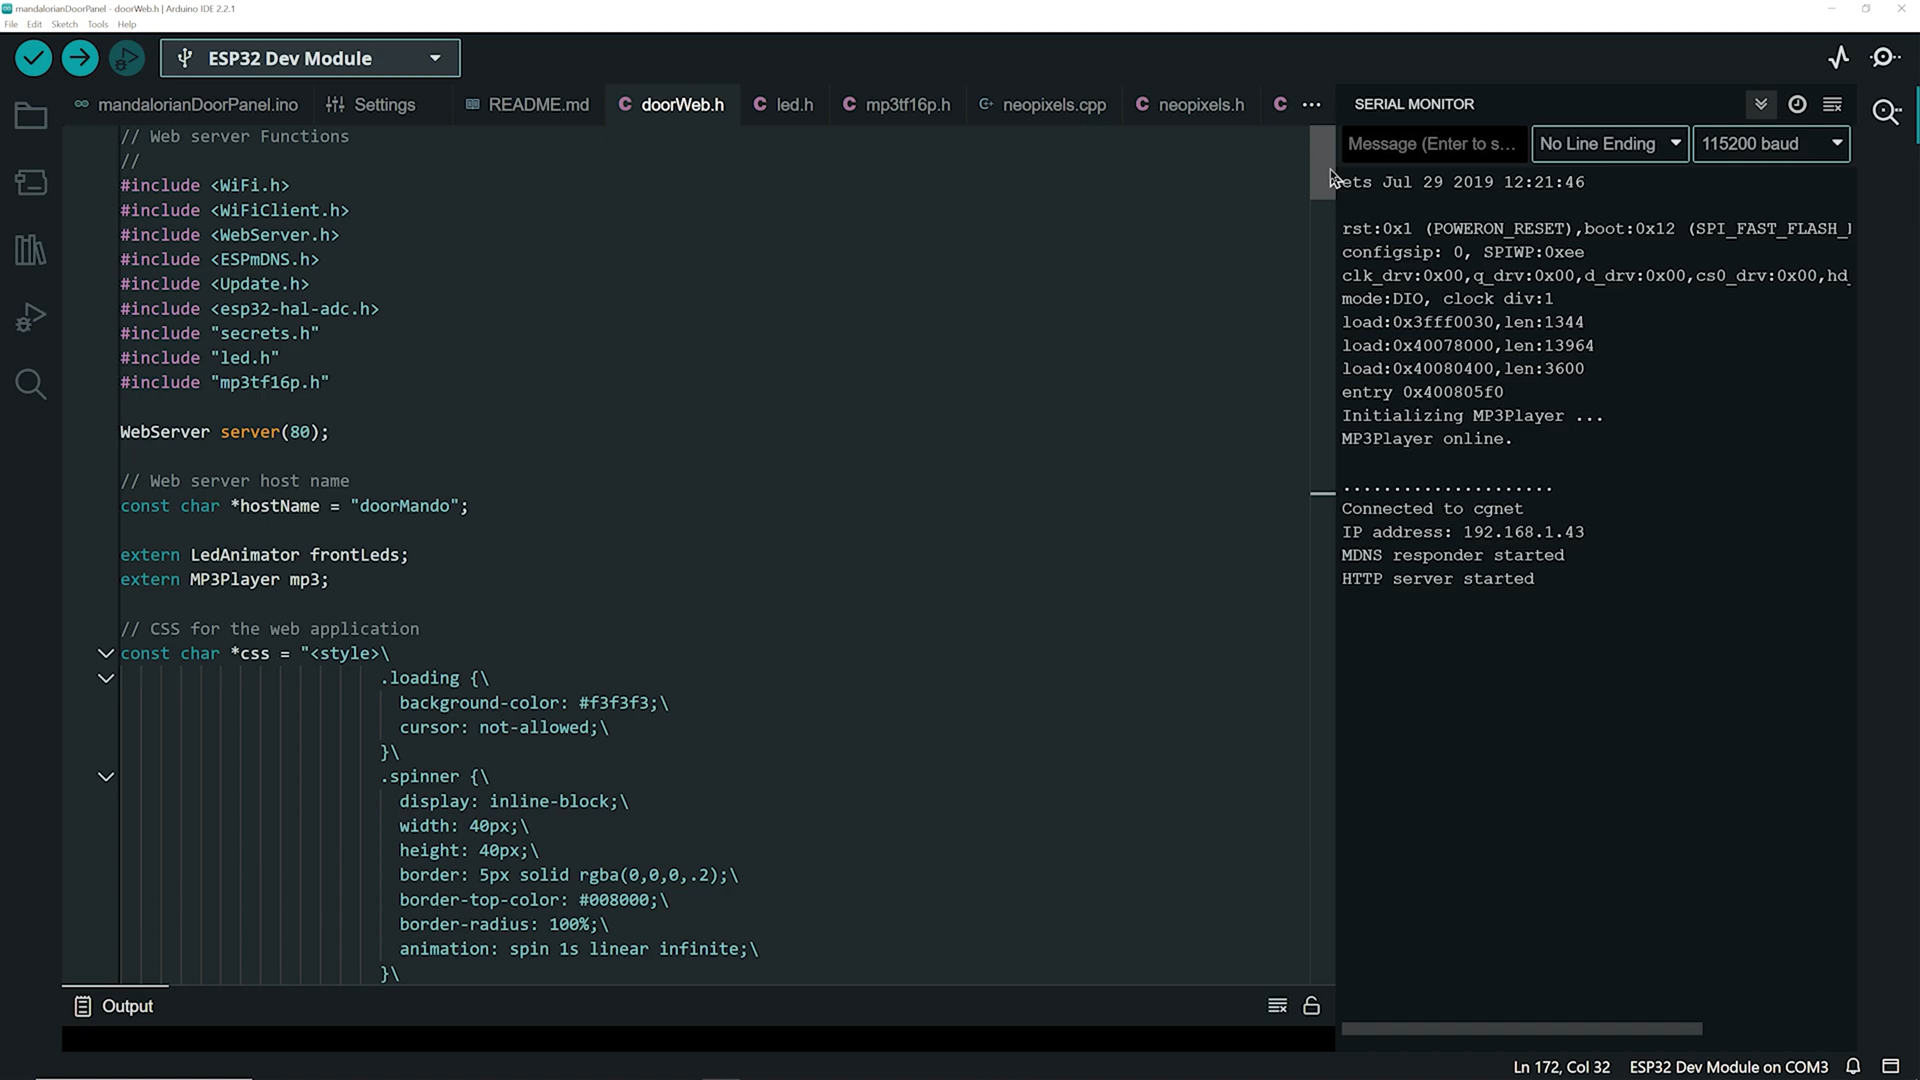 mandalorianDoorPanel - doorWeb.h | Arduino IDE 2.2.1
File Edit Sketch Tools Help
ESP32 Dev Module
mandalorianDoorPanel.ino Settings README.md doorWeb.h led.h mp3tf16p.h neopixels.cpp neopixels.h
// Web server Functions
//
#include <WiFi.h>
#include <WiFiClient.h>
#include <WebServer.h>
#include <ESPmDNS.h>
#include <Update.h>
#include <esp32-hal-adc.h>
#include "secrets.h"
#include "led.h"
#include "mp3tf16p.h"
WebServer server(80);
// Web server host name
const char *hostName = "doorMando";
extern LedAnimator frontLeds;
extern MP3Player mp3;
// CSS for the web application
const char *css = "<style>\
.loading {\
background-color: #f3f3f3;\
cursor: not-allowed;\
}\
.spinner {\
display: inline-block;\
width: 40px;\
height: 40px;\
border: 5px solid rgba(0,0,0,.2);\
border-top-color: #008000;\
border-radius: 100%;\
animation: spin 1s linear infinite;\
}\
Output
SERIAL MONITOR
Message (Enter to s... No Line Ending 115200 baud
ets Jul 29 2019 12:21:46
rst:0x1 (POWERON_RESET),boot:0x12 (SPI_FAST_FLASH_
configsip: 0, SPIWP:0xee
clk_drv:0x00,q_drv:0x00,d_drv:0x00,cs0_drv:0x00,hd_
mode:DIO, clock div:1
load:0x3fff0030,len:1344
load:0x40078000,len:13964
load:0x40080400,len:3600
entry 0x400805f0
Initializing MP3Player ...
MP3Player online.
.....................
Connected to cgnet
IP address: 192.168.1.43
MDNS responder started
HTTP server started
Ln 172, Col 32 ESP32 Dev Module on COM3